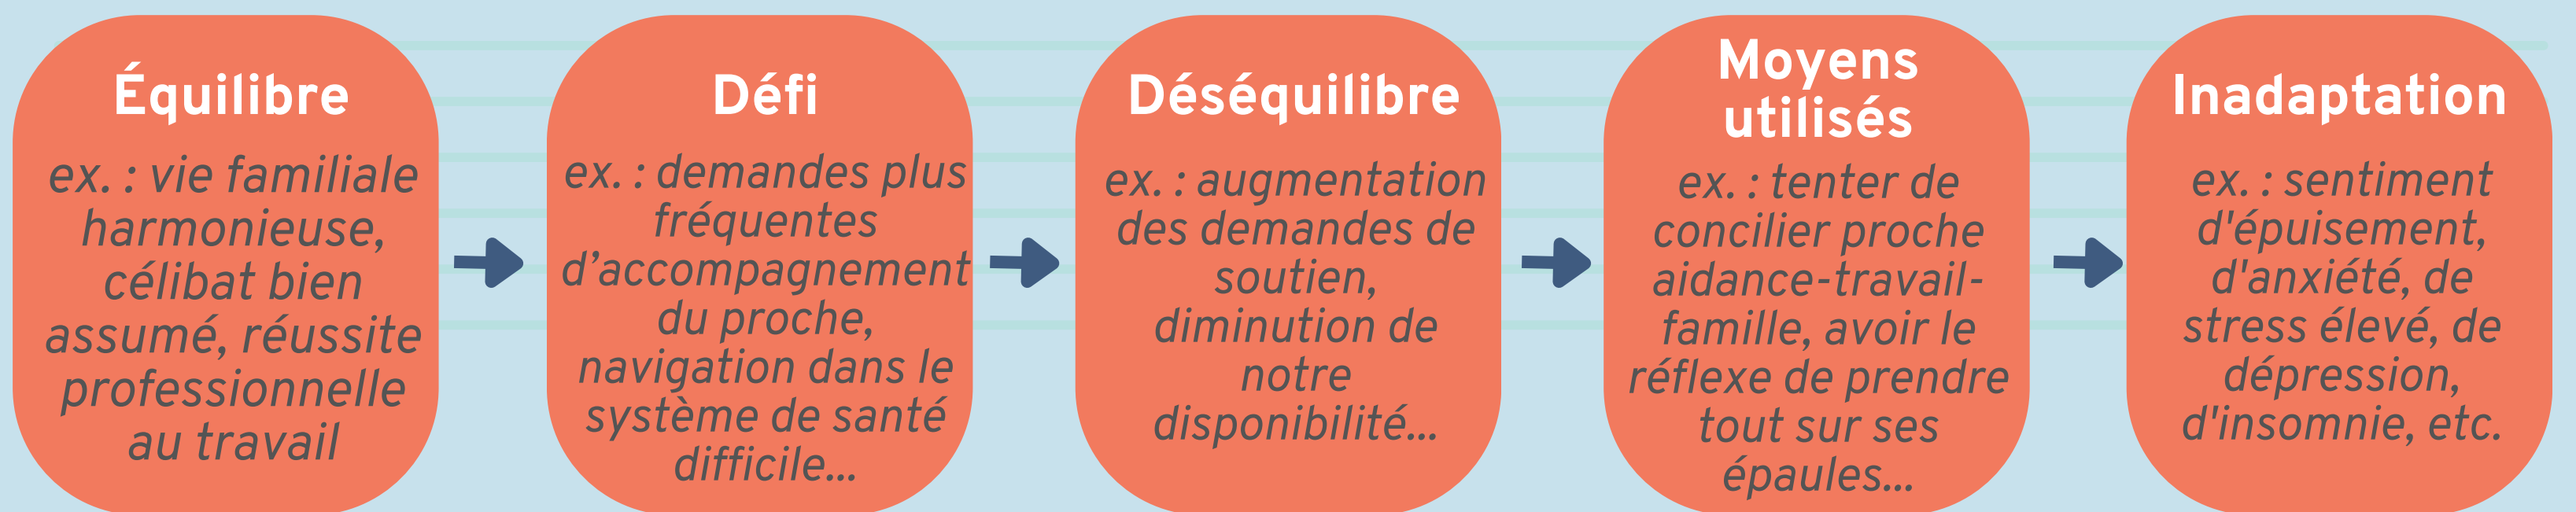 Équilibre
ex. : vie familiale
harmonieuse,
célibat bien
assumé, réussite
professionnelle
au travail
Défi
ex. : demandes plus
fréquentes
d’accompagnement
du proche,
navigation dans le
système de santé
difficile...
Déséquilibre
ex. : augmentation
des demandes de
soutien,
diminution de
notre
disponibilité...
Moyens
utilisés
ex. : tenter de
concilier proche
aidance-travail-
famille, avoir le
réflexe de prendre
tout sur ses
épaules...
Inadaptation
ex. : sentiment
d'épuisement,
d'anxiété, de
stress élevé, de
dépression,
d'insomnie, etc.